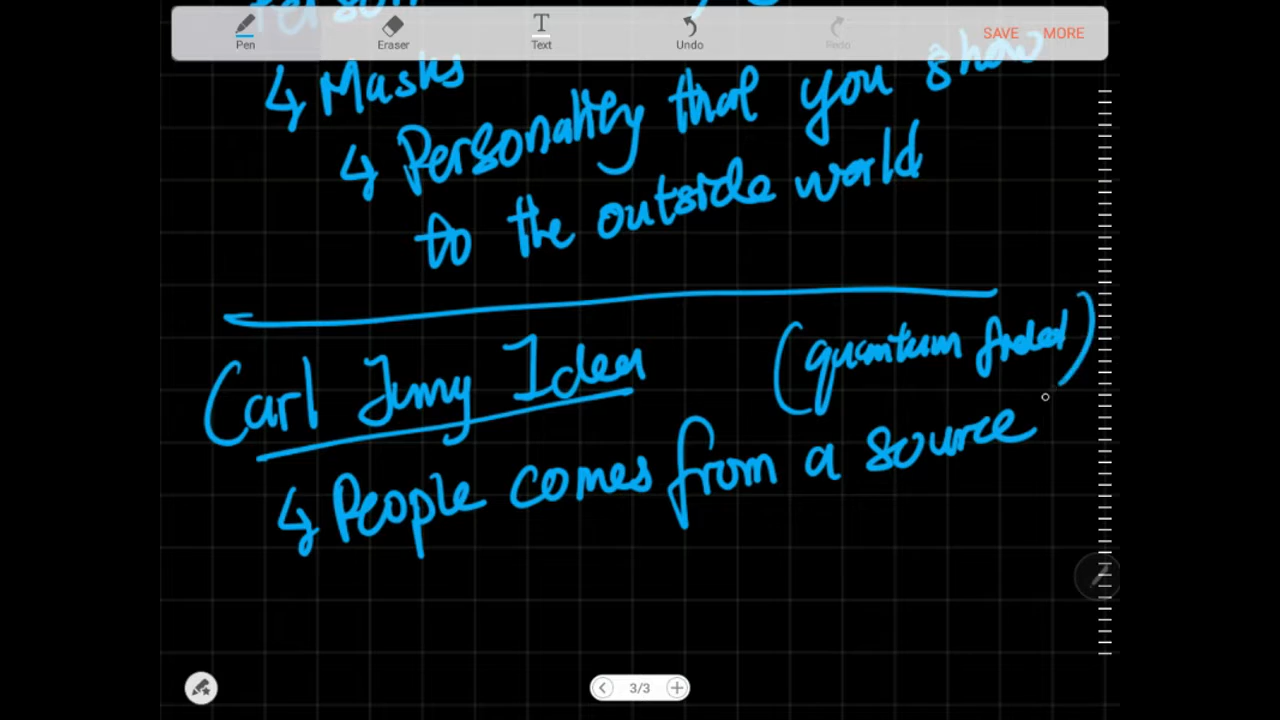 Person
Pen Eraser Text Undo Redo SAVE MORE
↳ Masks
↳ Personality that you show
to the outside world
Carl Jung Idea (quantum
↳ People comes from a source
3/3